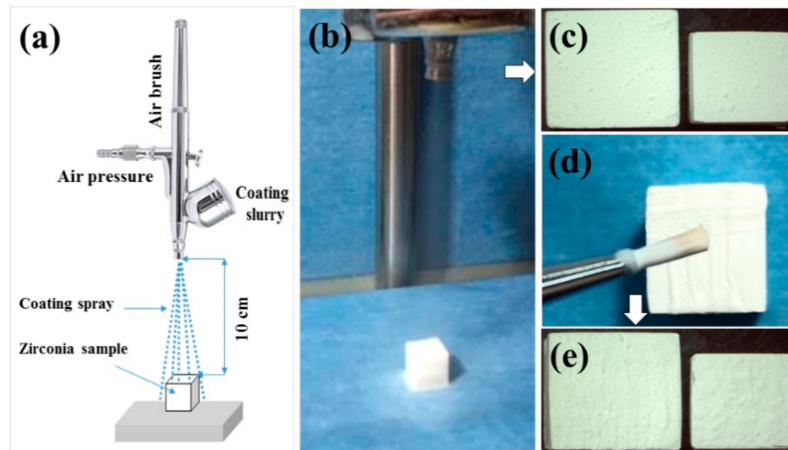 (a)
Air brush
Air pressure
Coating
slurry
Coating spray
10 cm
Zirconia sample
(b)
(c)
(d)
(e)